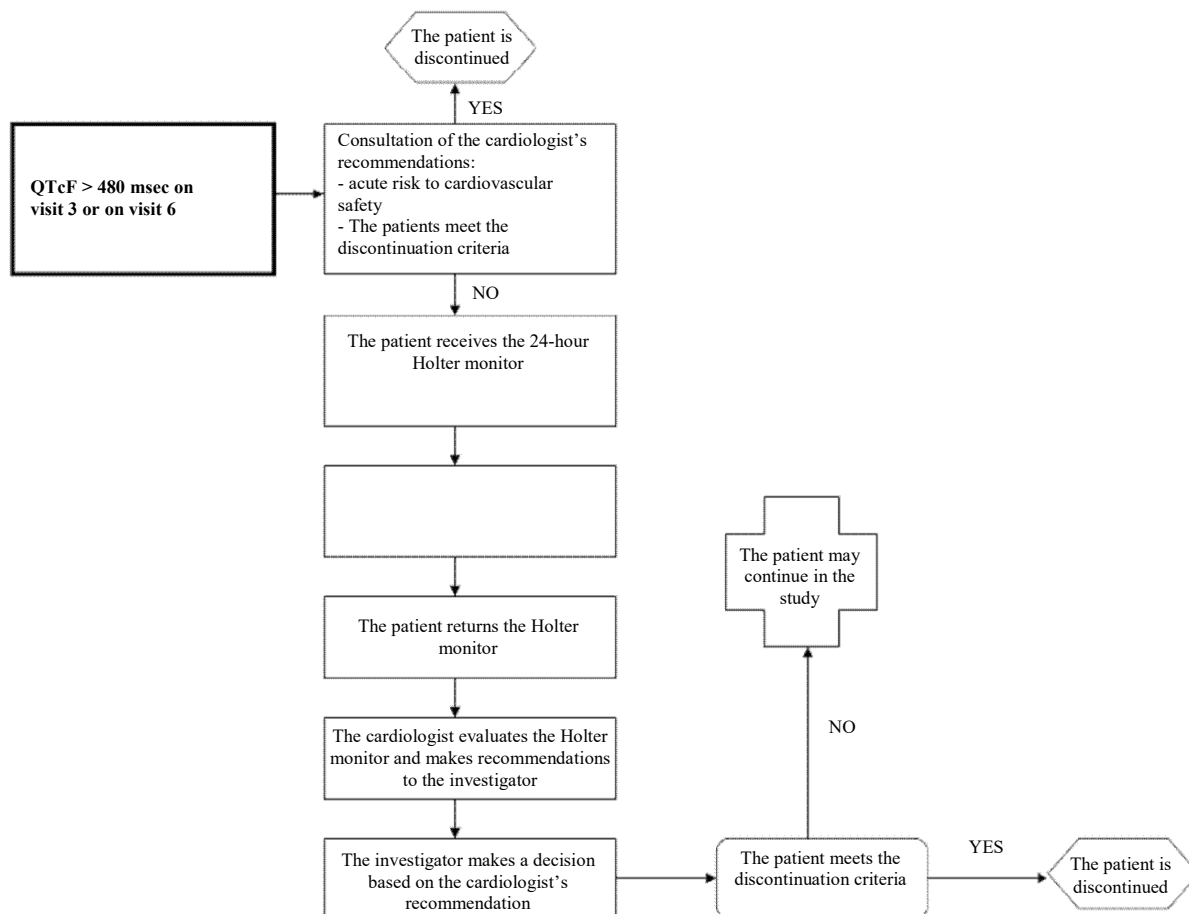 The patient is
discontinued
YES
QTcF > 480 msec on
visit 3 or on visit 6
Consultation of the cardiologist’s
recommendations:
- acute risk to cardiovascular
safety
- The patients meet the
discontinuation criteria
NO
The patient receives the 24-hour
Holter monitor
The patient returns the Holter
monitor
The cardiologist evaluates the Holter
monitor and makes recommendations
to the investigator
The investigator makes a decision
based on the cardiologist’s
recommendation
The patient meets the
discontinuation criteria
NO
The patient may
continue in the
study
YES
The patient is
discontinued